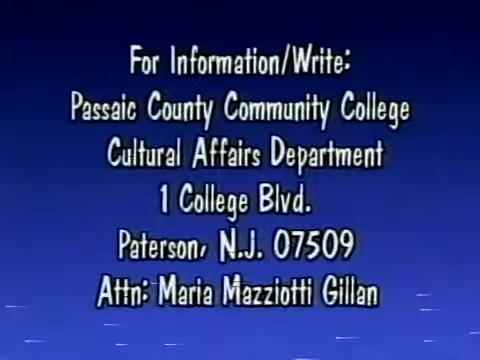 For Information/Write:
Passaic County Community College
Cultural Affairs Department
1 College Blvd.
Paterson, N.J. 07509
Attn: Maria Mazziotti Gillan